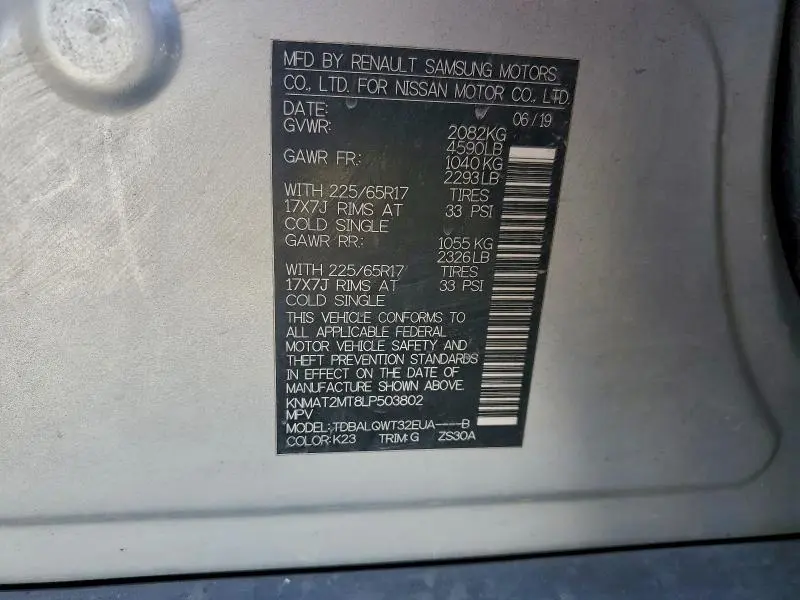 MFD BY RENAULT SAMSUNG MOTORS
CO., LTD. FOR NISSAN MOTOR CO., LTD.
DATE: 06/19
GVWR: 2082KG
4590LB
GAWR FR: 1040 KG
2293LB
WITH 225/65R17 TIRES
17X7J RIMS AT 33 PSI
COLD SINGLE
GAWR RR: 1055 KG
2326LB
WITH 225/65R17 TIRES
17X7J RIMS AT 33 PSI
COLD SINGLE
THIS VEHICLE CONFORMS TO
ALL APPLICABLE FEDERAL
MOTOR VEHICLE SAFETY AND
THEFT PREVENTION STANDARDS
IN EFFECT ON THE DATE OF
MANUFACTURE SHOWN ABOVE.
KNMAT2MT8LP503802
MPV
MODEL: TDBALQWT32EUA----B
COLOR: K23 TRIM: G ZS30A